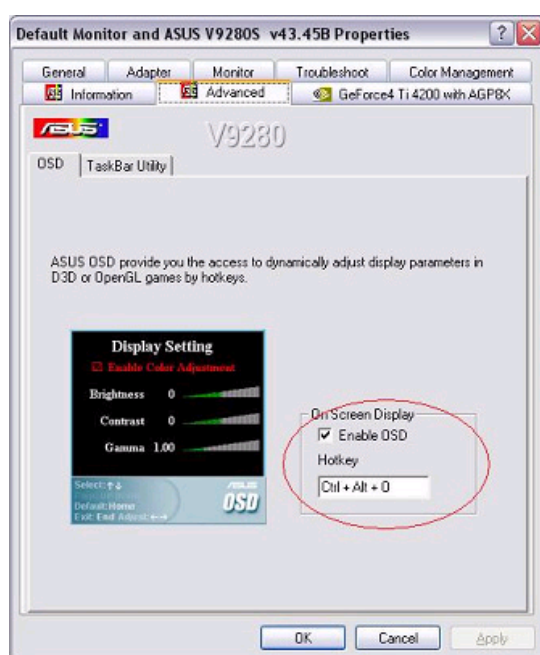 Default Monitor and ASUS V9280S v43.45B Properties
General Adapter Monitor Troubleshoot Color Management
Information Advanced GeForce4 Ti 4200 with AGP8X
ASUS V9280
OSD TaskBar Utility
ASUS OSD provide you the access to dynamically adjust display parameters in
D3D or OpenGL games by hotkeys.
Display Setting
Enable Color Adjustment
Brightness 0
Contrast 0
Gamma 1.00
Select:↑↓
Default:Home
Exit: End Adjust:←→
ASUS
OSD
On Screen Display
Enable OSD
Hotkey
Ctrl + Alt + O
OK Cancel Apply